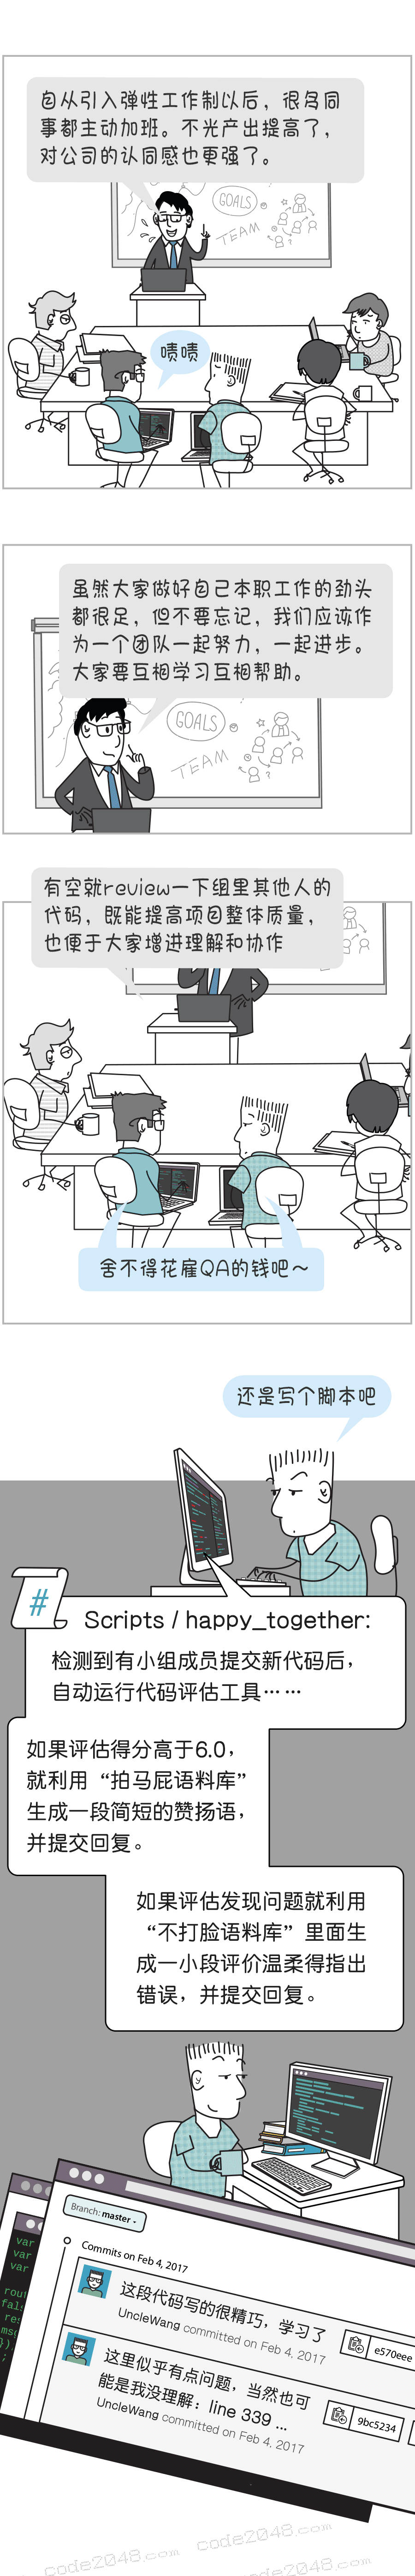 自从引入弹性工作制以后，很多同
事都主动加班。不光产出提高了，
对公司的认同感也更强了。
GOALS
TEAM
啧啧
虽然大家做好自己本职工作的劲头
都很足，但不要忘记，我们应该作
为一个团队一起努力，一起进步。
大家要互相学习互相帮助。
GOALS
TEAM
有空就review一下组里其他人的
代码，既能提高项目整体质量，
也便于大家增进理解和协作
舍不得花雇QA的钱吧～
还是写个脚本吧
#
Scripts / happy_together:
检测到有小组成员提交新代码后，
自动运行代码评估工具……
如果评估得分高于6.0，
就利用“拍马屁语料库”
生成一段简短的赞扬语，
并提交回复。
如果评估发现问题就利用
“不打脸语料库”里面生
成一小段评价温柔得指出
错误，并提交回复。
Branch: master
Commits on Feb 4, 2017
这段代码写的很精巧，学习了
UncleWang committed on Feb 4, 2017
e570eee
这里似乎有点问题，当然也可
能是我没理解：line 339 ...
UncleWang committed on Feb 4, 2017
9bc5234
var
var
var
rout
fals
res
ms
});
;
code2048.com
code2048.com
code2048.com